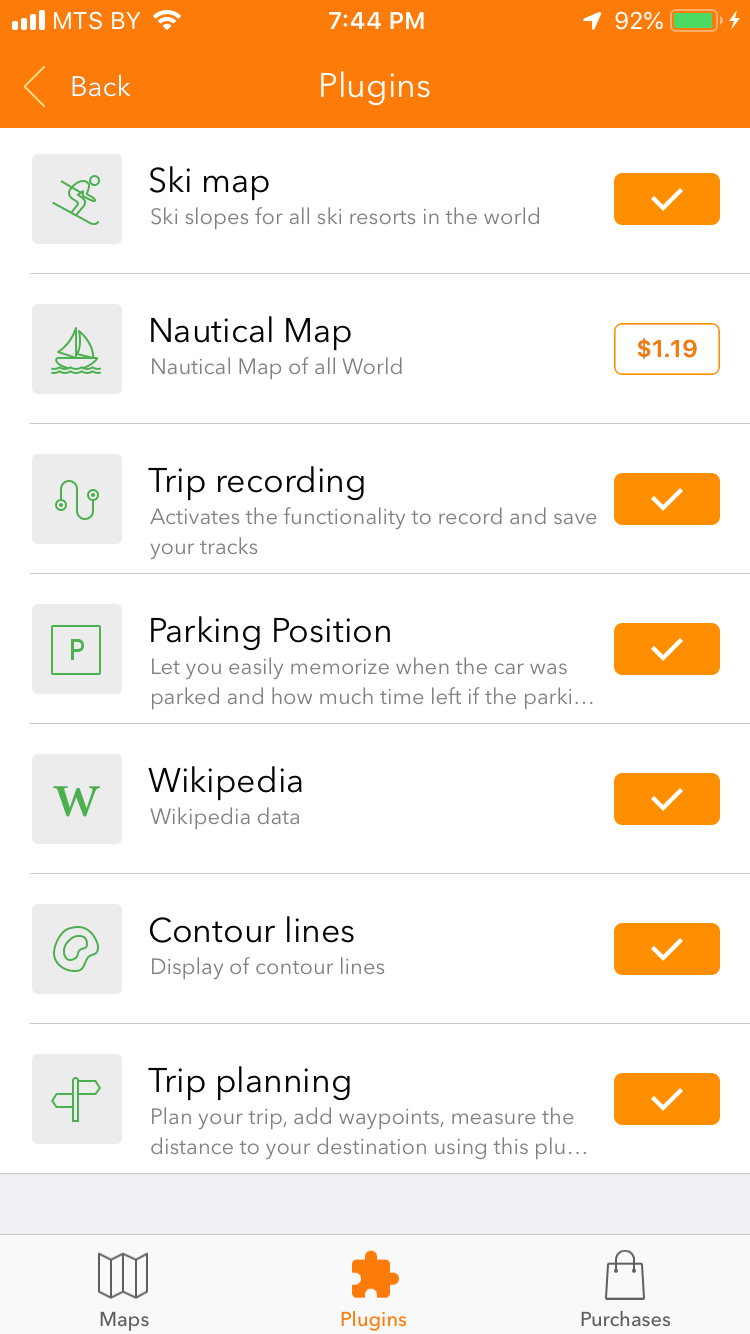 MTS BY 7:44 PM 92%
Back Plugins
Ski map
Ski slopes for all ski resorts in the world
Nautical Map
Nautical Map of all World
$1.19
Trip recording
Activates the functionality to record and save
your tracks
P
Parking Position
Let you easily memorize when the car was
parked and how much time left if the parki…
W
Wikipedia
Wikipedia data
Contour lines
Display of contour lines
Trip planning
Plan your trip, add waypoints, measure the
distance to your destination using this plu…
Maps Plugins Purchases